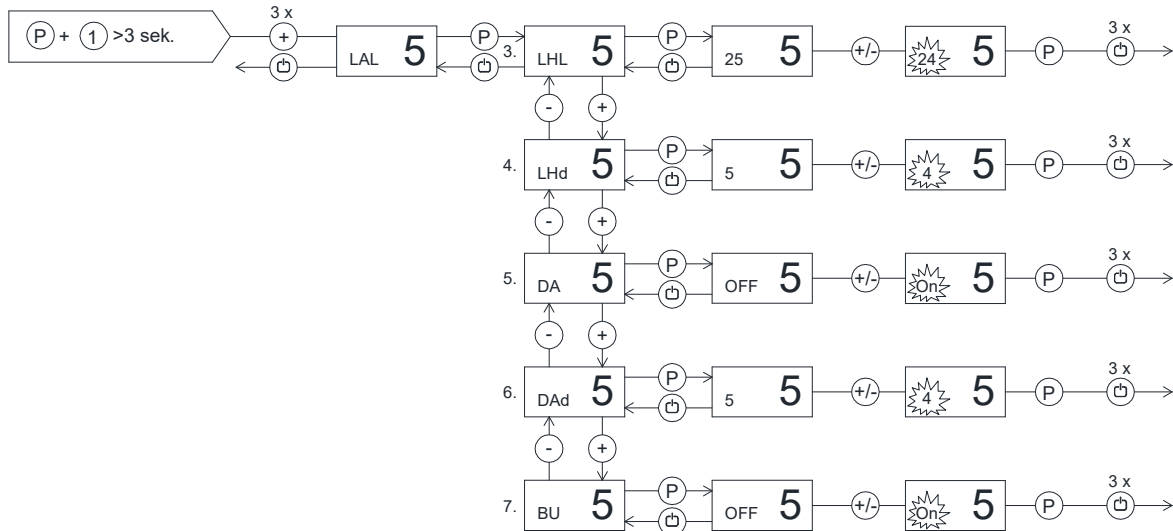 P + 1 >3 sek.
3 x
+
LAL 5
P
3. LHL 5
P
25 5
+/-
24 5
P
3 x
-
+
4. LHd 5
P
5 5
+/-
4 5
P
3 x
-
+
5. DA 5
P
OFF 5
+/-
On 5
P
3 x
-
+
6. DAd 5
P
5 5
+/-
4 5
P
3 x
-
+
7. BU 5
P
OFF 5
+/-
On 5
P
3 x